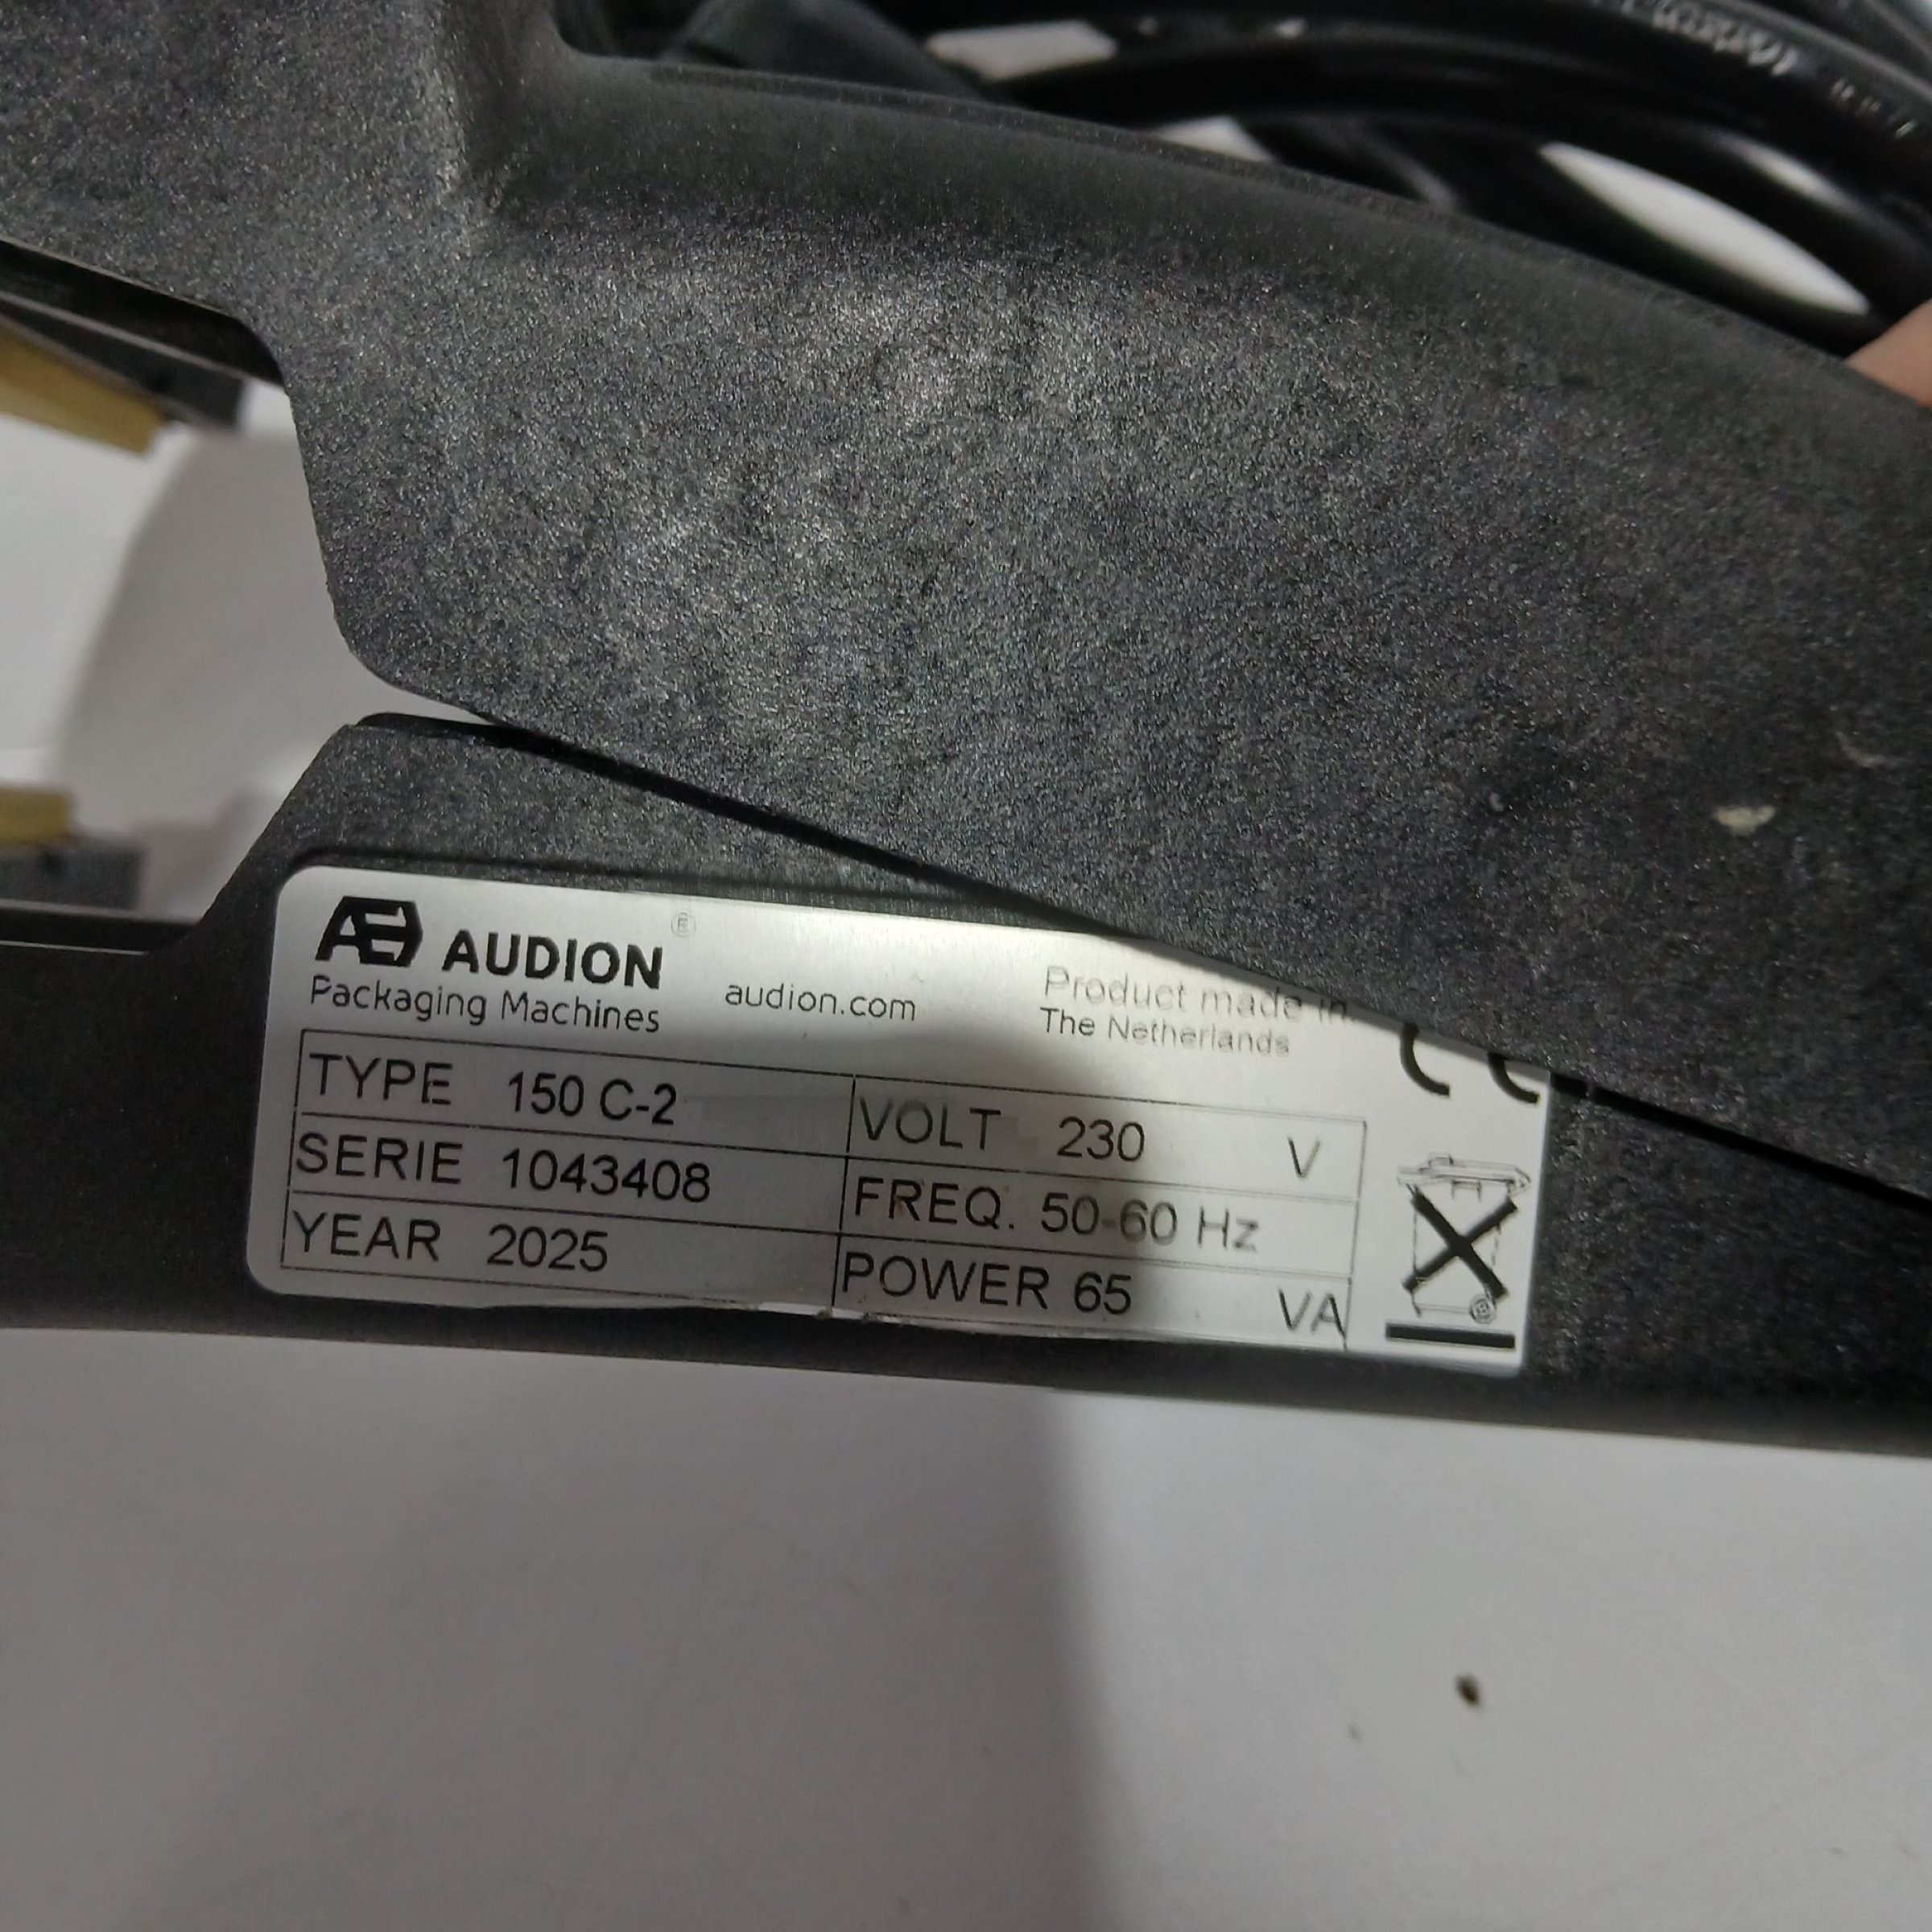 AUDION
Packaging Machines
audion.com
Product made in
The Netherlands
TYPE 150 C-2
SERIE 1043408
YEAR 2025
VOLT 230 V
FREQ. 50-60 Hz
POWER 65 VA